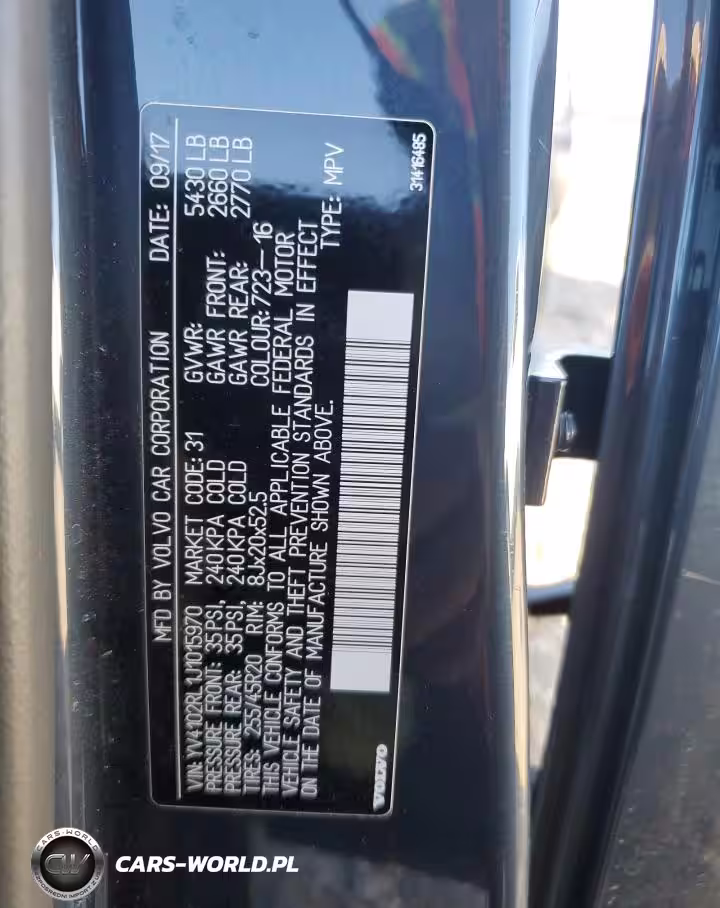 MFD BY VOLVO CAR CORPORATION DATE: 09/17
VIN: YV4102RL1J1015970 MARKET CODE: 31 GVWR: 5430 LB
PRESSURE FRONT: 35PSI, 240KPA COLD GAWR FRONT: 2660 LB
PRESSURE REAR: 35PSI, 240KPA COLD GAWR REAR: 2770 LB
TIRES: 255/45R20 RIM: 8Jx20x52,5 COLOUR: 723-16
THIS VEHICLE CONFORMS TO ALL APPLICABLE FEDERAL MOTOR
VEHICLE SAFETY AND THEFT PREVENTION STANDARDS IN EFFECT
ON THE DATE OF MANUFACTURE SHOWN ABOVE. TYPE: MPV
VOLVO
31416485
CARS-WORLD
CW
CARS-WORLD.PL